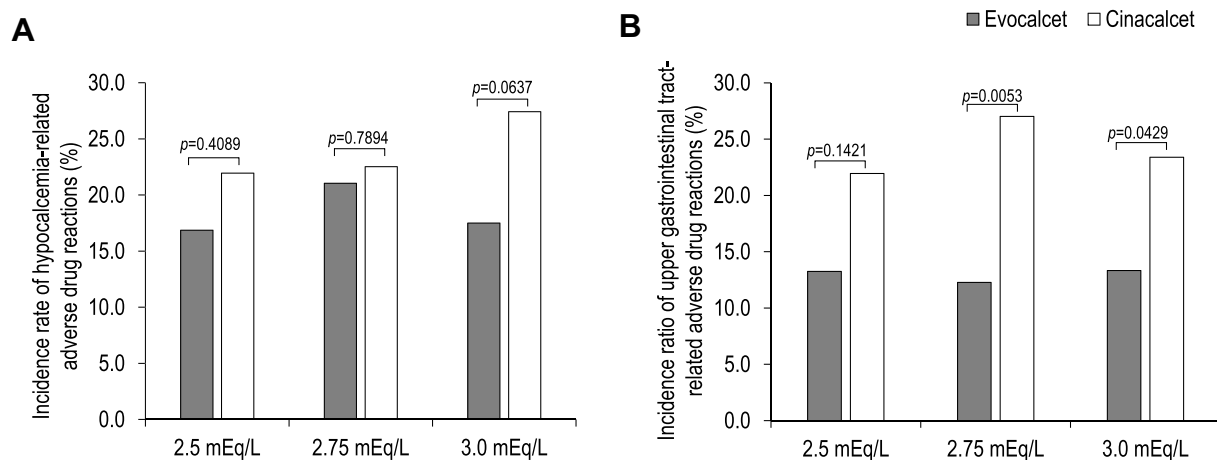 A
Incidence rate of hypocalcemia-related
adverse drug reactions (%)
30.0
25.0
20.0
15.0
10.0
5.0
0.0
p=0.4089
p=0.7894
p=0.0637
2.5 mEq/L
2.75 mEq/L
3.0 mEq/L
B
Evocalcet
Cinacalcet
Incidence ratio of upper gastrointestinal tract-
related adverse drug reactions (%)
30.0
25.0
20.0
15.0
10.0
5.0
0.0
p=0.1421
p=0.0053
p=0.0429
2.5 mEq/L
2.75 mEq/L
3.0 mEq/L